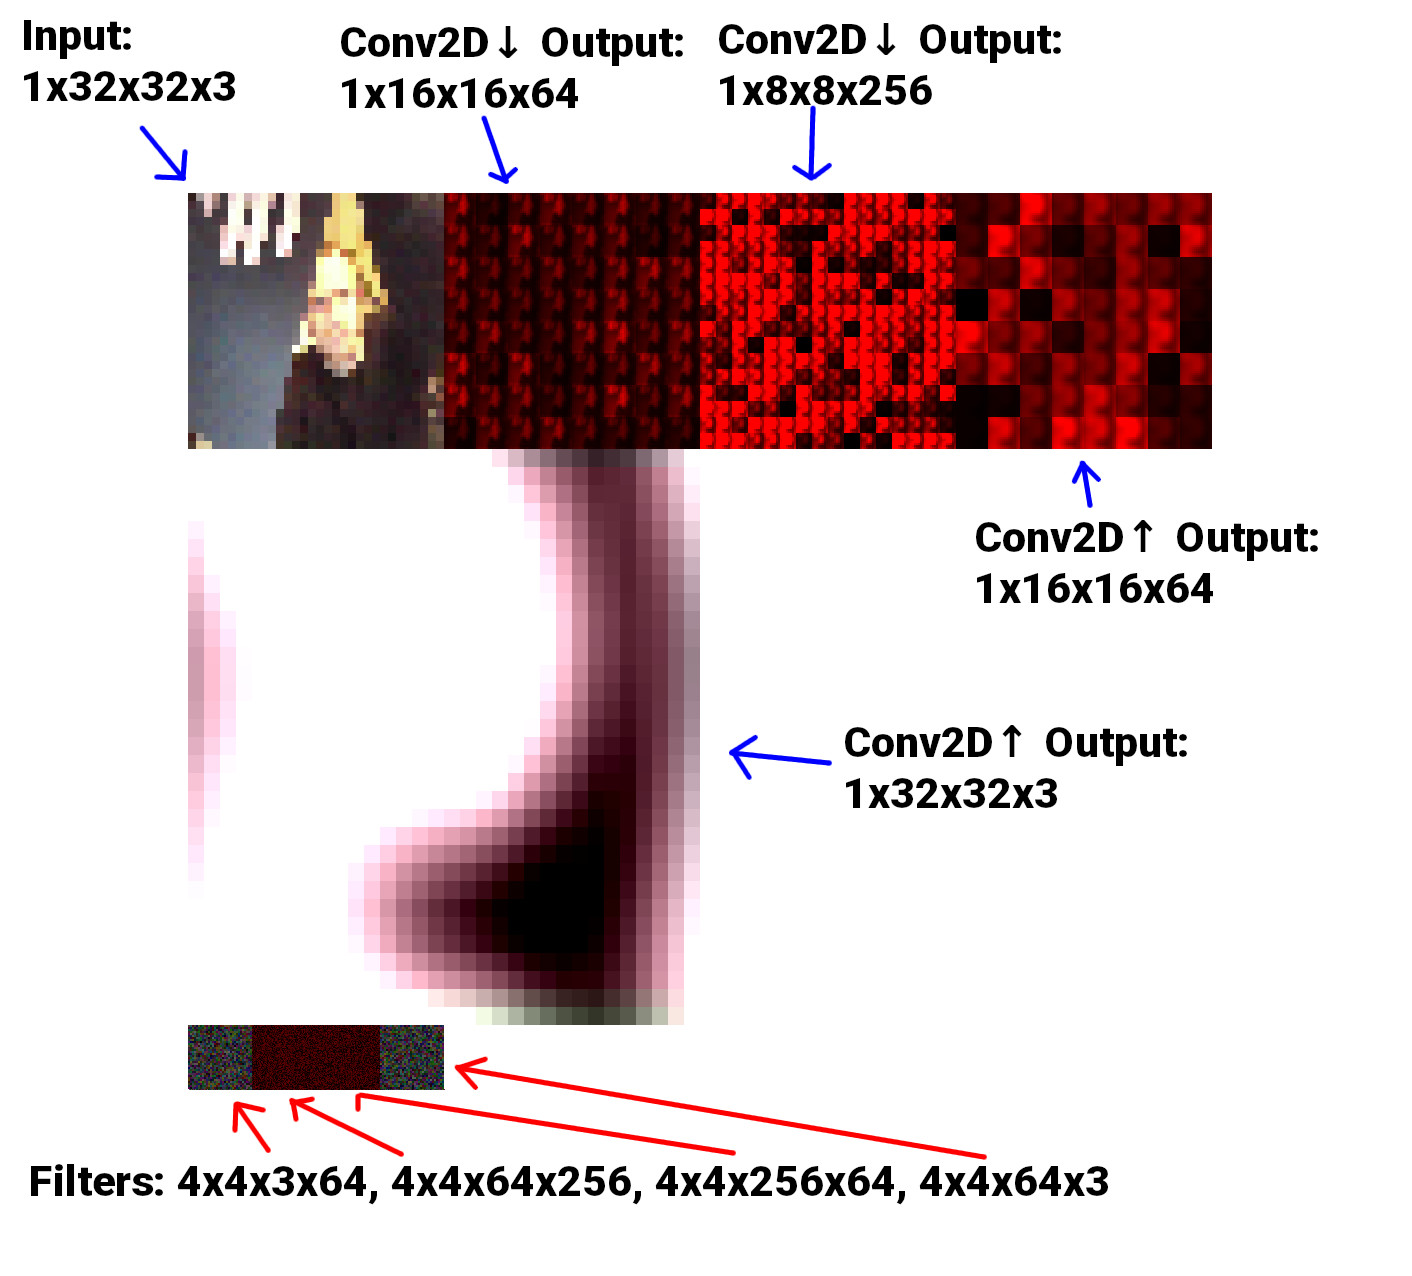 Input:
1x32x32x3
Conv2D↓ Output:
1x16x16x64
Conv2D↓ Output:
1x8x8x256
Conv2D↑ Output:
1x16x16x64
Conv2D↑ Output:
1x32x32x3
Filters: 4x4x3x64, 4x4x64x256, 4x4x256x64, 4x4x64x3